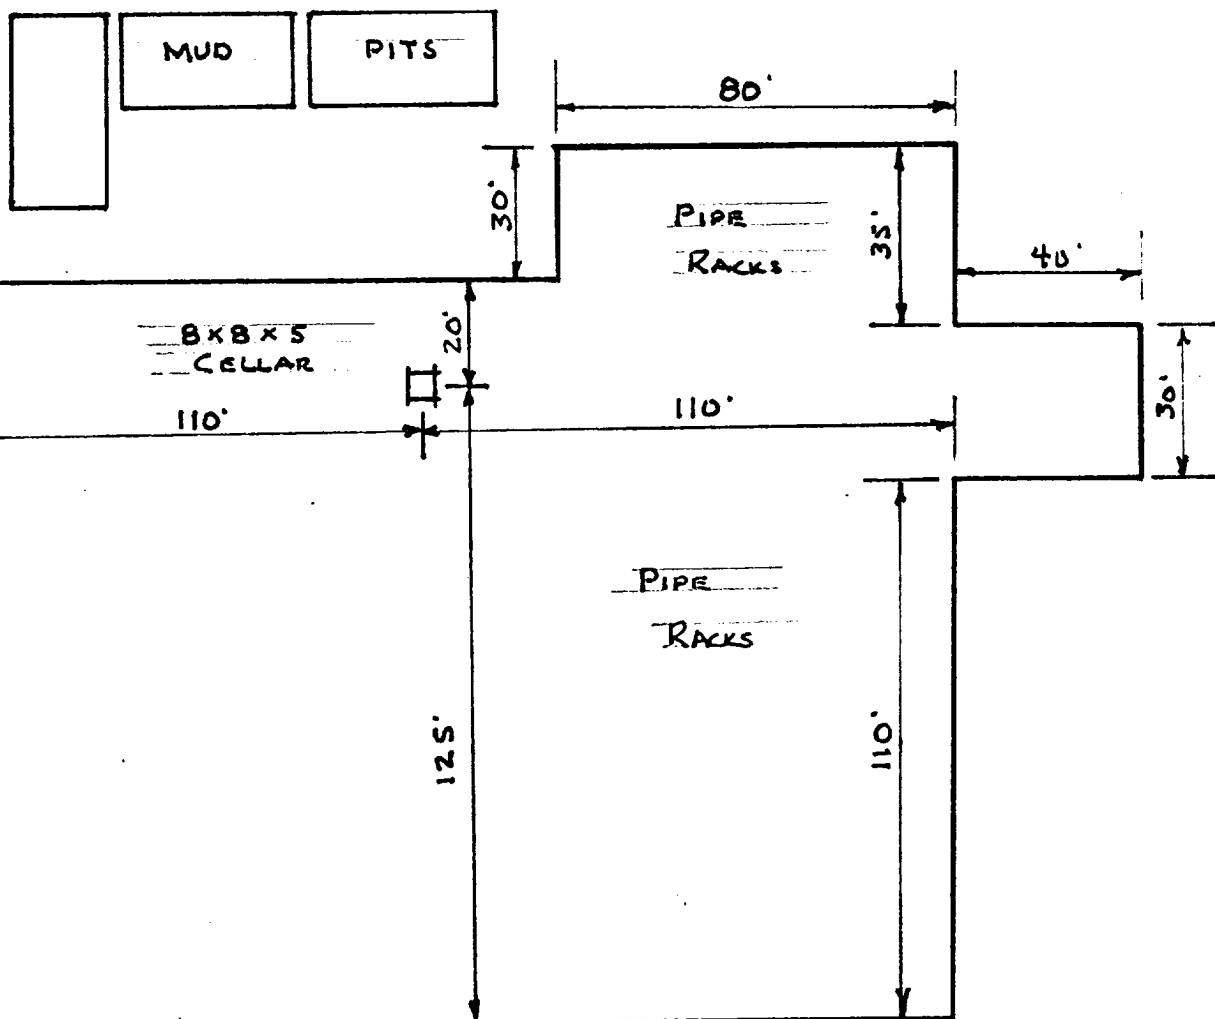 MUD
PITS
80'
30'
PIPE
RACKS
35'
40'
8 x 8 x 5
CELLAR
20'
30'
110'
110'
PIPE
RACKS
125'
110'